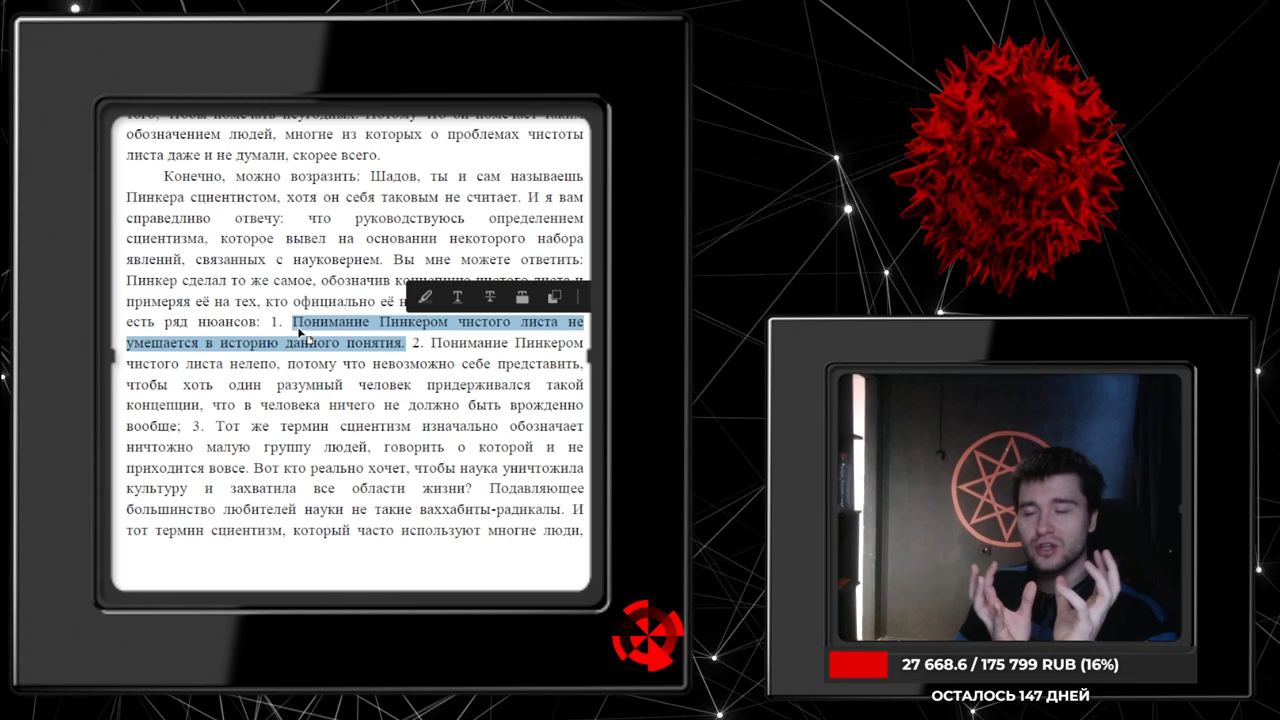 обозначением людей, многие из которых о проблемах чистоты
листа даже и не думали, скорее всего.
Конечно, можно возразить: Шадов, ты и сам называешь
Пинкера сциентистом, хотя он себя таковым не считает. И я вам
справедливо отвечу: что руководствуюсь определением
сциентизма, которое вывел на основании некоторого набора
явлений, связанных с науковерием. Вы мне можете ответить:
Пинкер сделал то же самое, обозначив концепцию чистого листа и
примеряя её на тех, кто официально её н
есть ряд нюансов: 1. Понимание Пинкером чистого листа не
умещается в историю данного понятия. 2. Понимание Пинкером
чистого листа нелепо, потому что невозможно себе представить,
чтобы хоть один разумный человек придерживался такой
концепции, что в человека ничего не должно быть врожденно
вообще; 3. Тот же термин сциентизм изначально обозначает
ничтожно малую группу людей, говорить о которой и не
приходится вовсе. Вот кто реально хочет, чтобы наука уничтожила
культуру и захватила все области жизни? Подавляющее
большинство любителей науки не такие ваххабиты-радикалы. И
тот термин сциентизм, который часто используют многие люди,
27 668.6 / 175 799 RUB (16%)
ОСТАЛОСЬ 147 ДНЕЙ